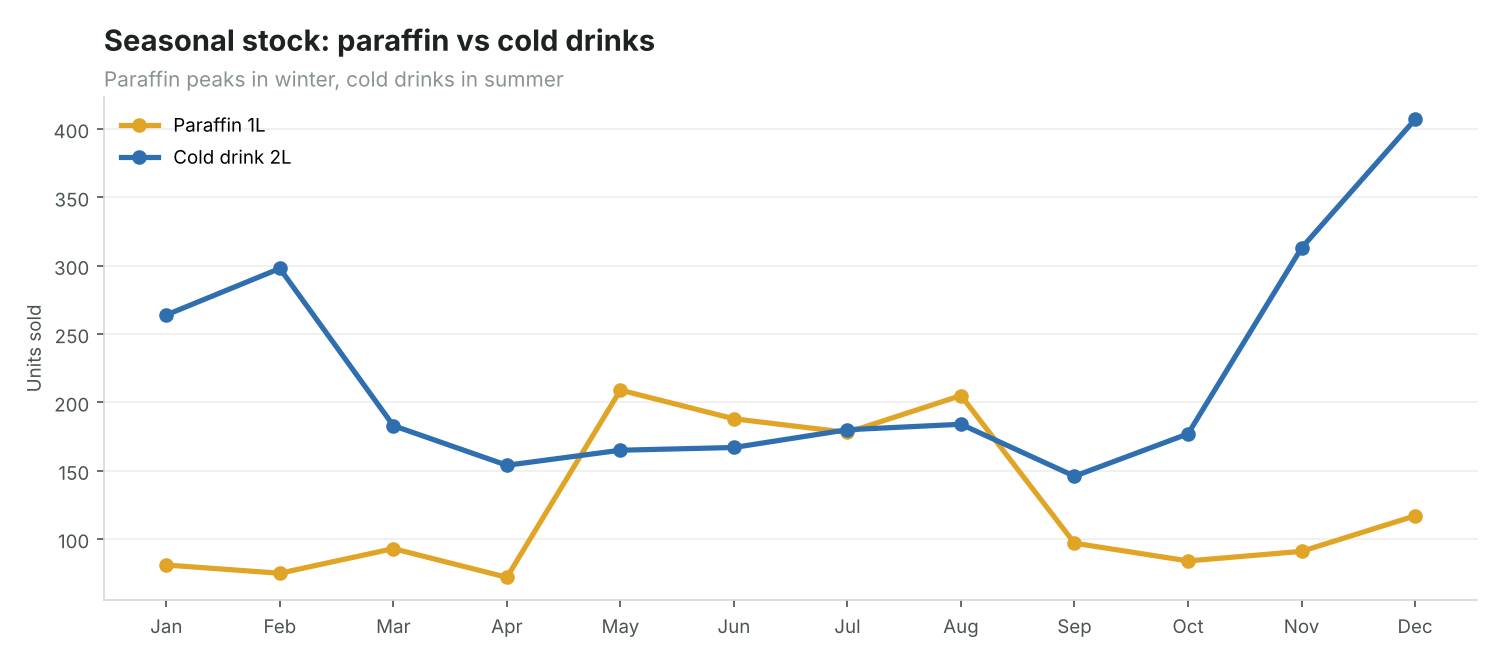 Seasonal stock: paraffin vs cold drinks
Paraffin peaks in winter, cold drinks in summer
Paraffin 1L
Cold drink 2L
Units sold
400
350
300
250
200
150
100
Jan Feb Mar Apr May Jun Jul Aug Sep Oct Nov Dec